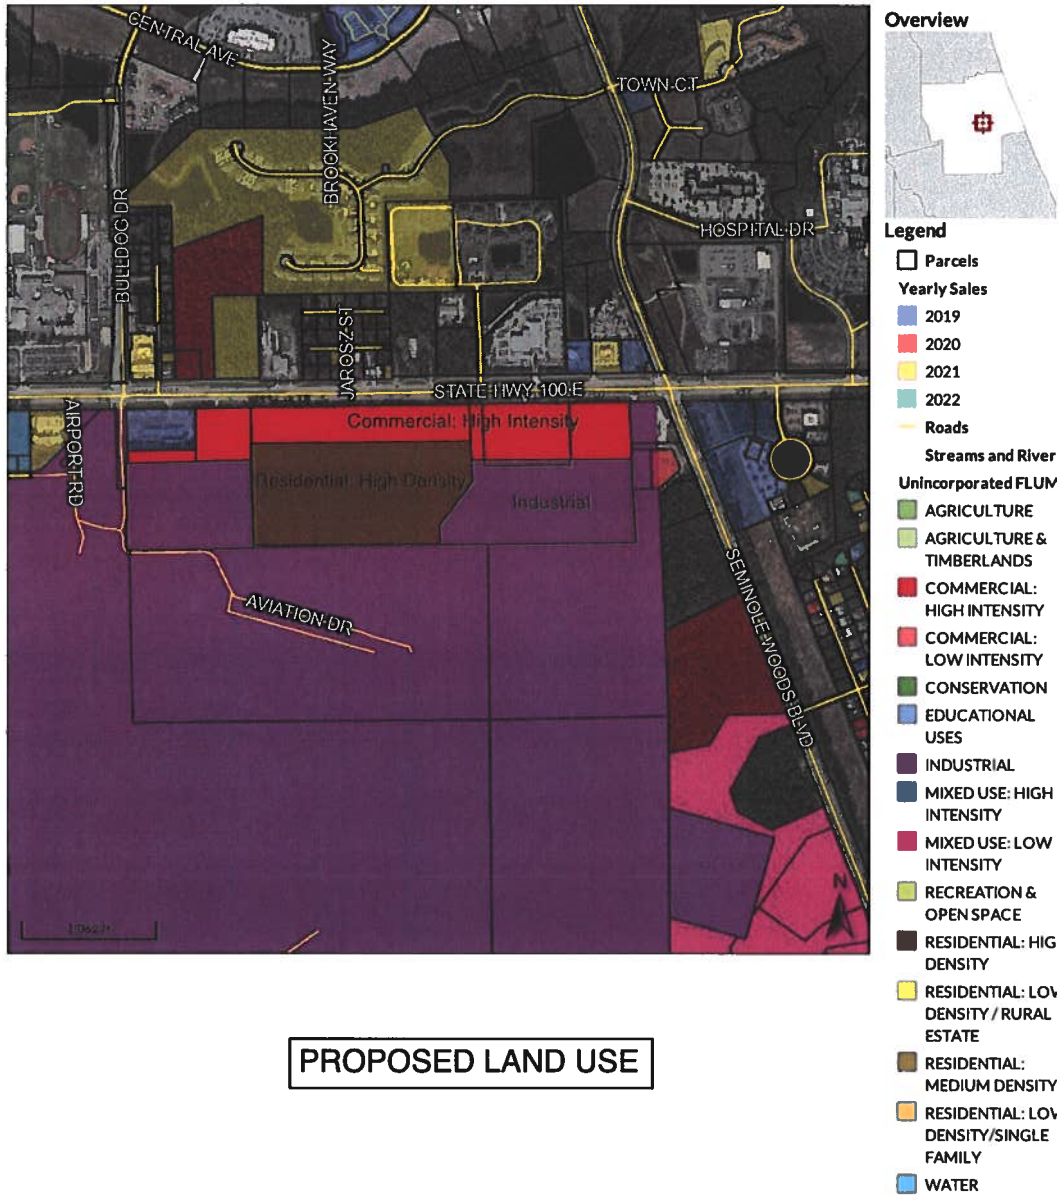 CENTRAL AVE
BROOKHAVEN WAY
TOWN CT
BULLDOG DR
HOSPITAL DR
JAROSZ ST
STATE HWY 100 E
AIRPORT RD
Commercial: High Intensity
Residential: High Density
Industrial
SEMINOLE WOODS BLVD
AVIATION DR
N
PROPOSED LAND USE
Overview
Legend
Parcels
Yearly Sales
2019
2020
2021
2022
Roads
Streams and River
Unincorporated FLUM
AGRICULTURE
AGRICULTURE &
TIMBERLANDS
COMMERCIAL:
HIGH INTENSITY
COMMERCIAL:
LOW INTENSITY
CONSERVATION
EDUCATIONAL
USES
INDUSTRIAL
MIXED USE: HIGH
INTENSITY
MIXED USE: LOW
INTENSITY
RECREATION &
OPEN SPACE
RESIDENTIAL: HIG
DENSITY
RESIDENTIAL: LOW
DENSITY / RURAL
ESTATE
RESIDENTIAL:
MEDIUM DENSITY
RESIDENTIAL: LOW
DENSITY/SINGLE
FAMILY
WATER